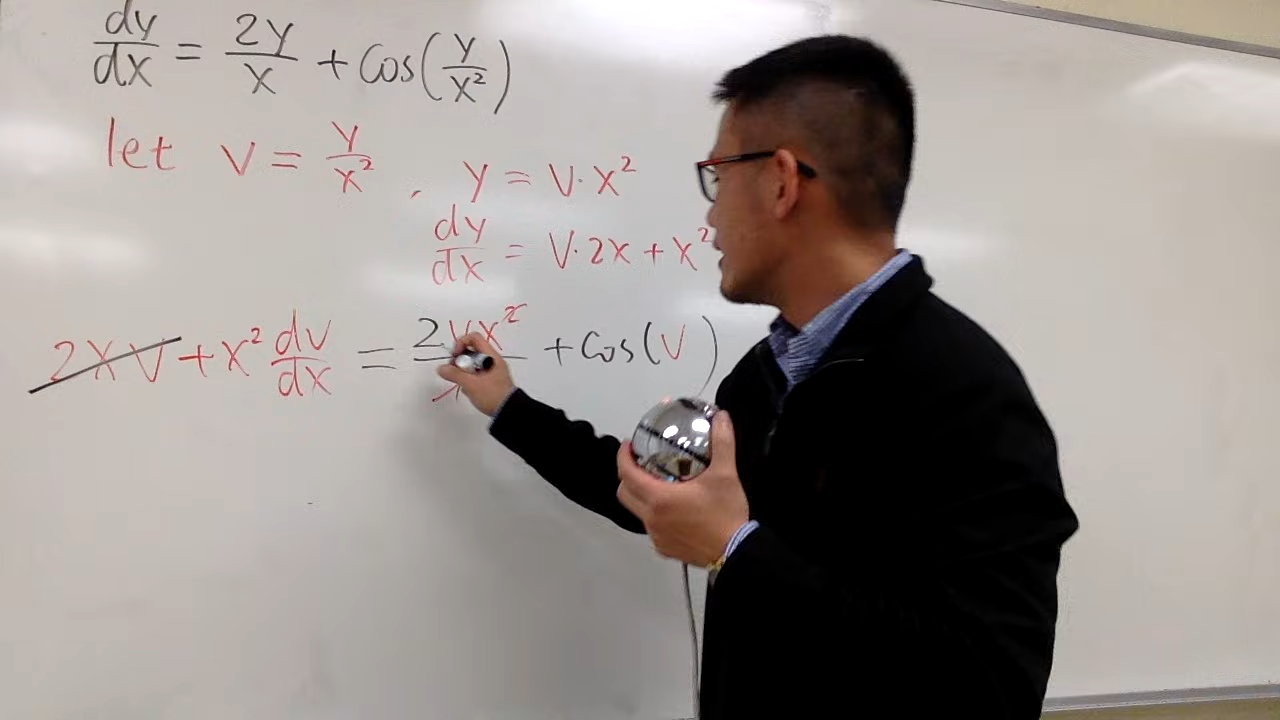 dy/dx = 2y/x + cos(y/x²)
let v = y/x² , y = v·x²
dy/dx = v·2x + x²
2xv + x² dv/dx = 2vx²/x + cos(v)